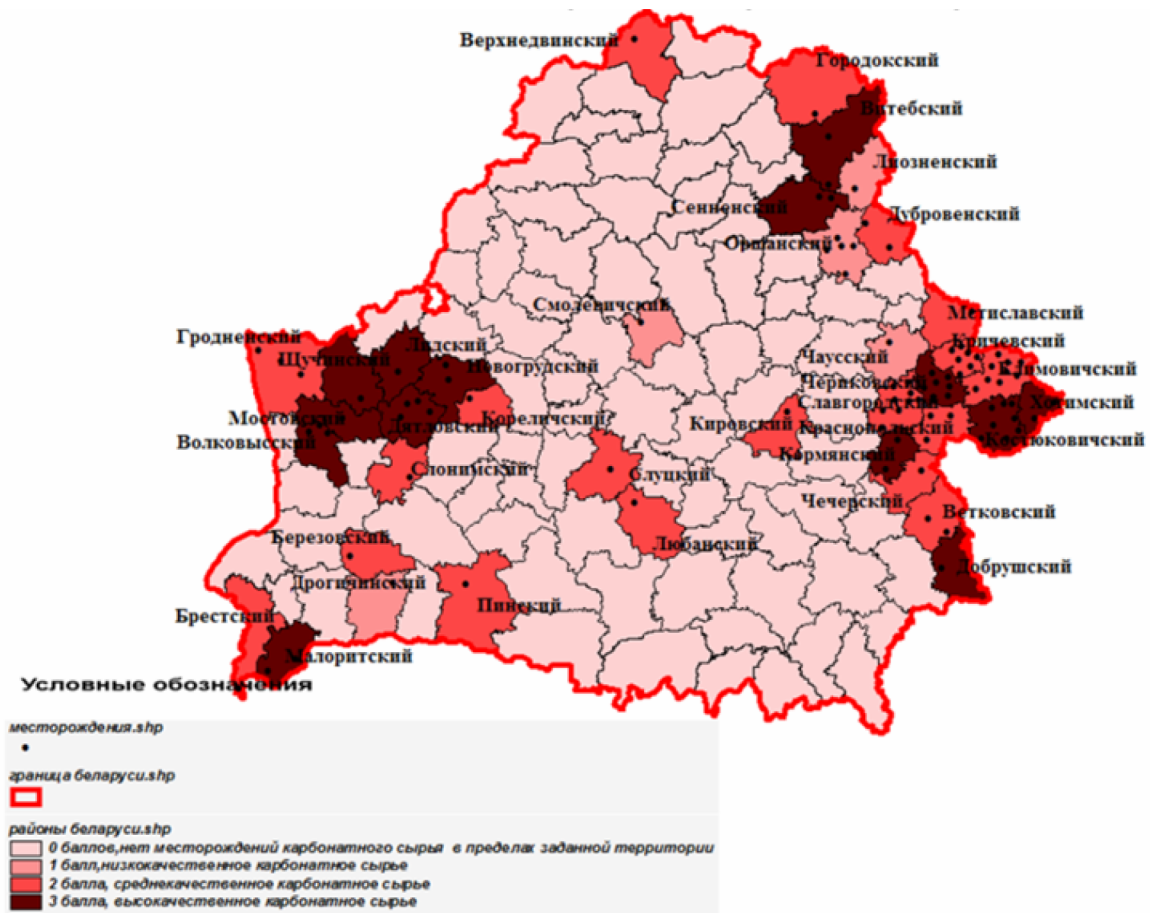 Верхнедвинский
Городокский
Витебский
Лиозненский
Сенненский
Дубровенский
Оршанский
Смолевичский
Мстиславский
Гродненский
Кричевский
Щучинский
Лидский
Чаусский
Климовичский
Новогрудский
Чериковский
Хотимский
Славгородский
Мостовский
Кореличский?
Кировский
Дятловский
Краснопольский
Костюковичский
Волковысский
Кормянский
Слонимский
Слуцкий
Чечерский
Ветковский
Березовский
Любанский
Дрогичинский
Добрушский
Пинский
Брестский
Малоритский
Условные обозначения
месторождения.shp
граница беларуси.shp
районы беларуси.shp
0 баллов,нет месторождений карбонатного сырья в пределах заданной территории
1 балл,низкокачественное карбонатное сырье
2 балла, среднекачественное карбонатное сырье
3 балла, высокачественное карбонатное сырье